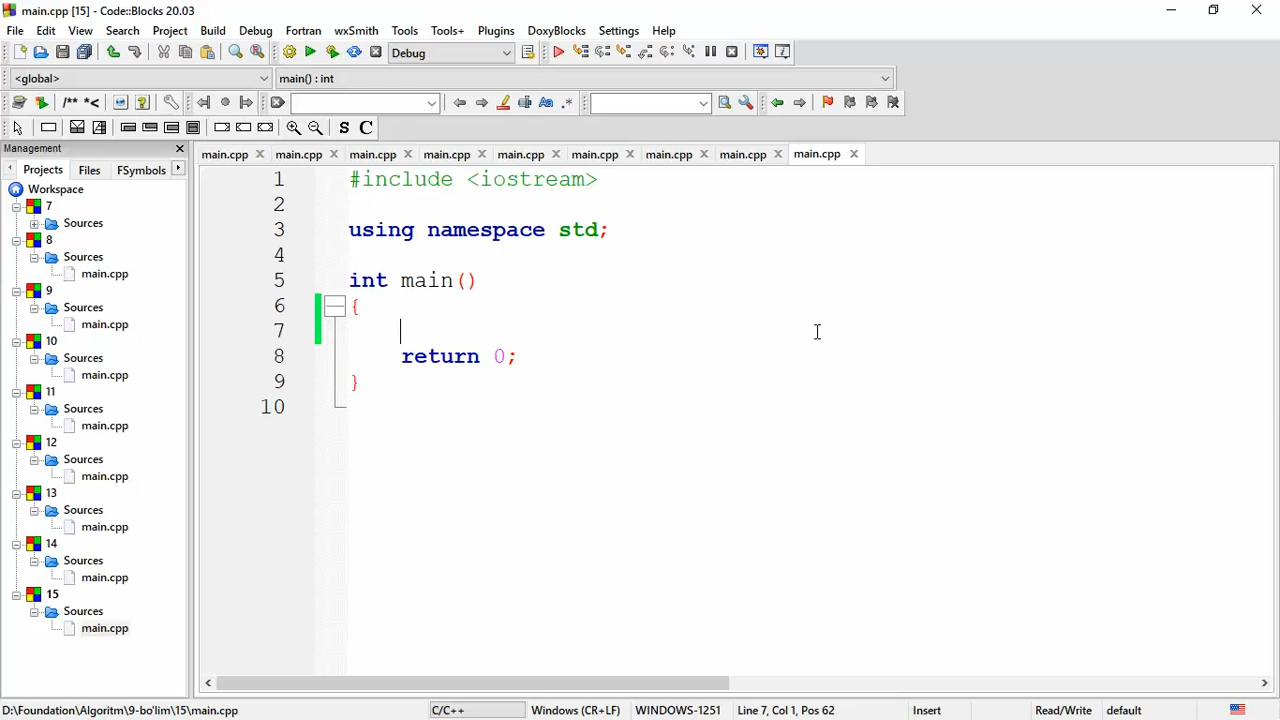 main.cpp [15] - Code::Blocks 20.03
File Edit View Search Project Build Debug Fortran wxSmith Tools Tools+ Plugins DoxyBlocks Settings Help
Debug
<global> main() : int
/** *< Aa .*
S C
Management
main.cpp main.cpp main.cpp main.cpp main.cpp main.cpp main.cpp main.cpp main.cpp
Projects Files FSymbols
Workspace
7
Sources
8
Sources
main.cpp
9
Sources
main.cpp
10
Sources
main.cpp
11
Sources
main.cpp
12
Sources
main.cpp
13
Sources
main.cpp
14
Sources
main.cpp
15
Sources
main.cpp
1 #include <iostream>
2
3 using namespace std;
4
5 int main()
6 {
7
8 return 0;
9 }
10
D:\Foundation\Algoritm\9-bo'lim\15\main.cpp C/C++ Windows (CR+LF) WINDOWS-1251 Line 7, Col 1, Pos 62 Insert Read/Write default